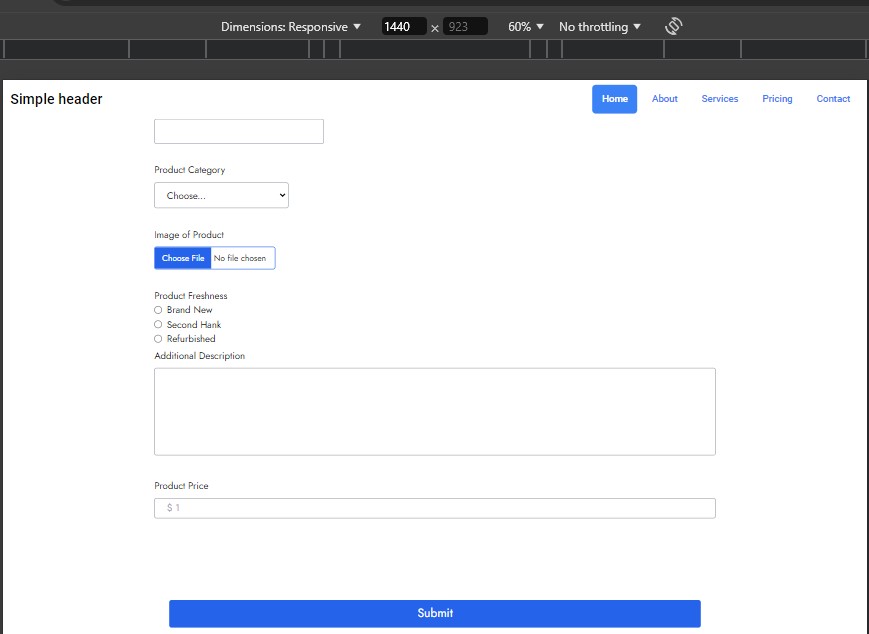 Dimensions: Responsive ▼ 1440 × 923 60% ▼ No throttling ▼
Simple header Home About Services Pricing Contact
Product Category
Choose...
Image of Product
Choose File No file chosen
Product Freshness
Brand New
Second Hank
Refurbished
Additional Description
Product Price
$ 1
Submit